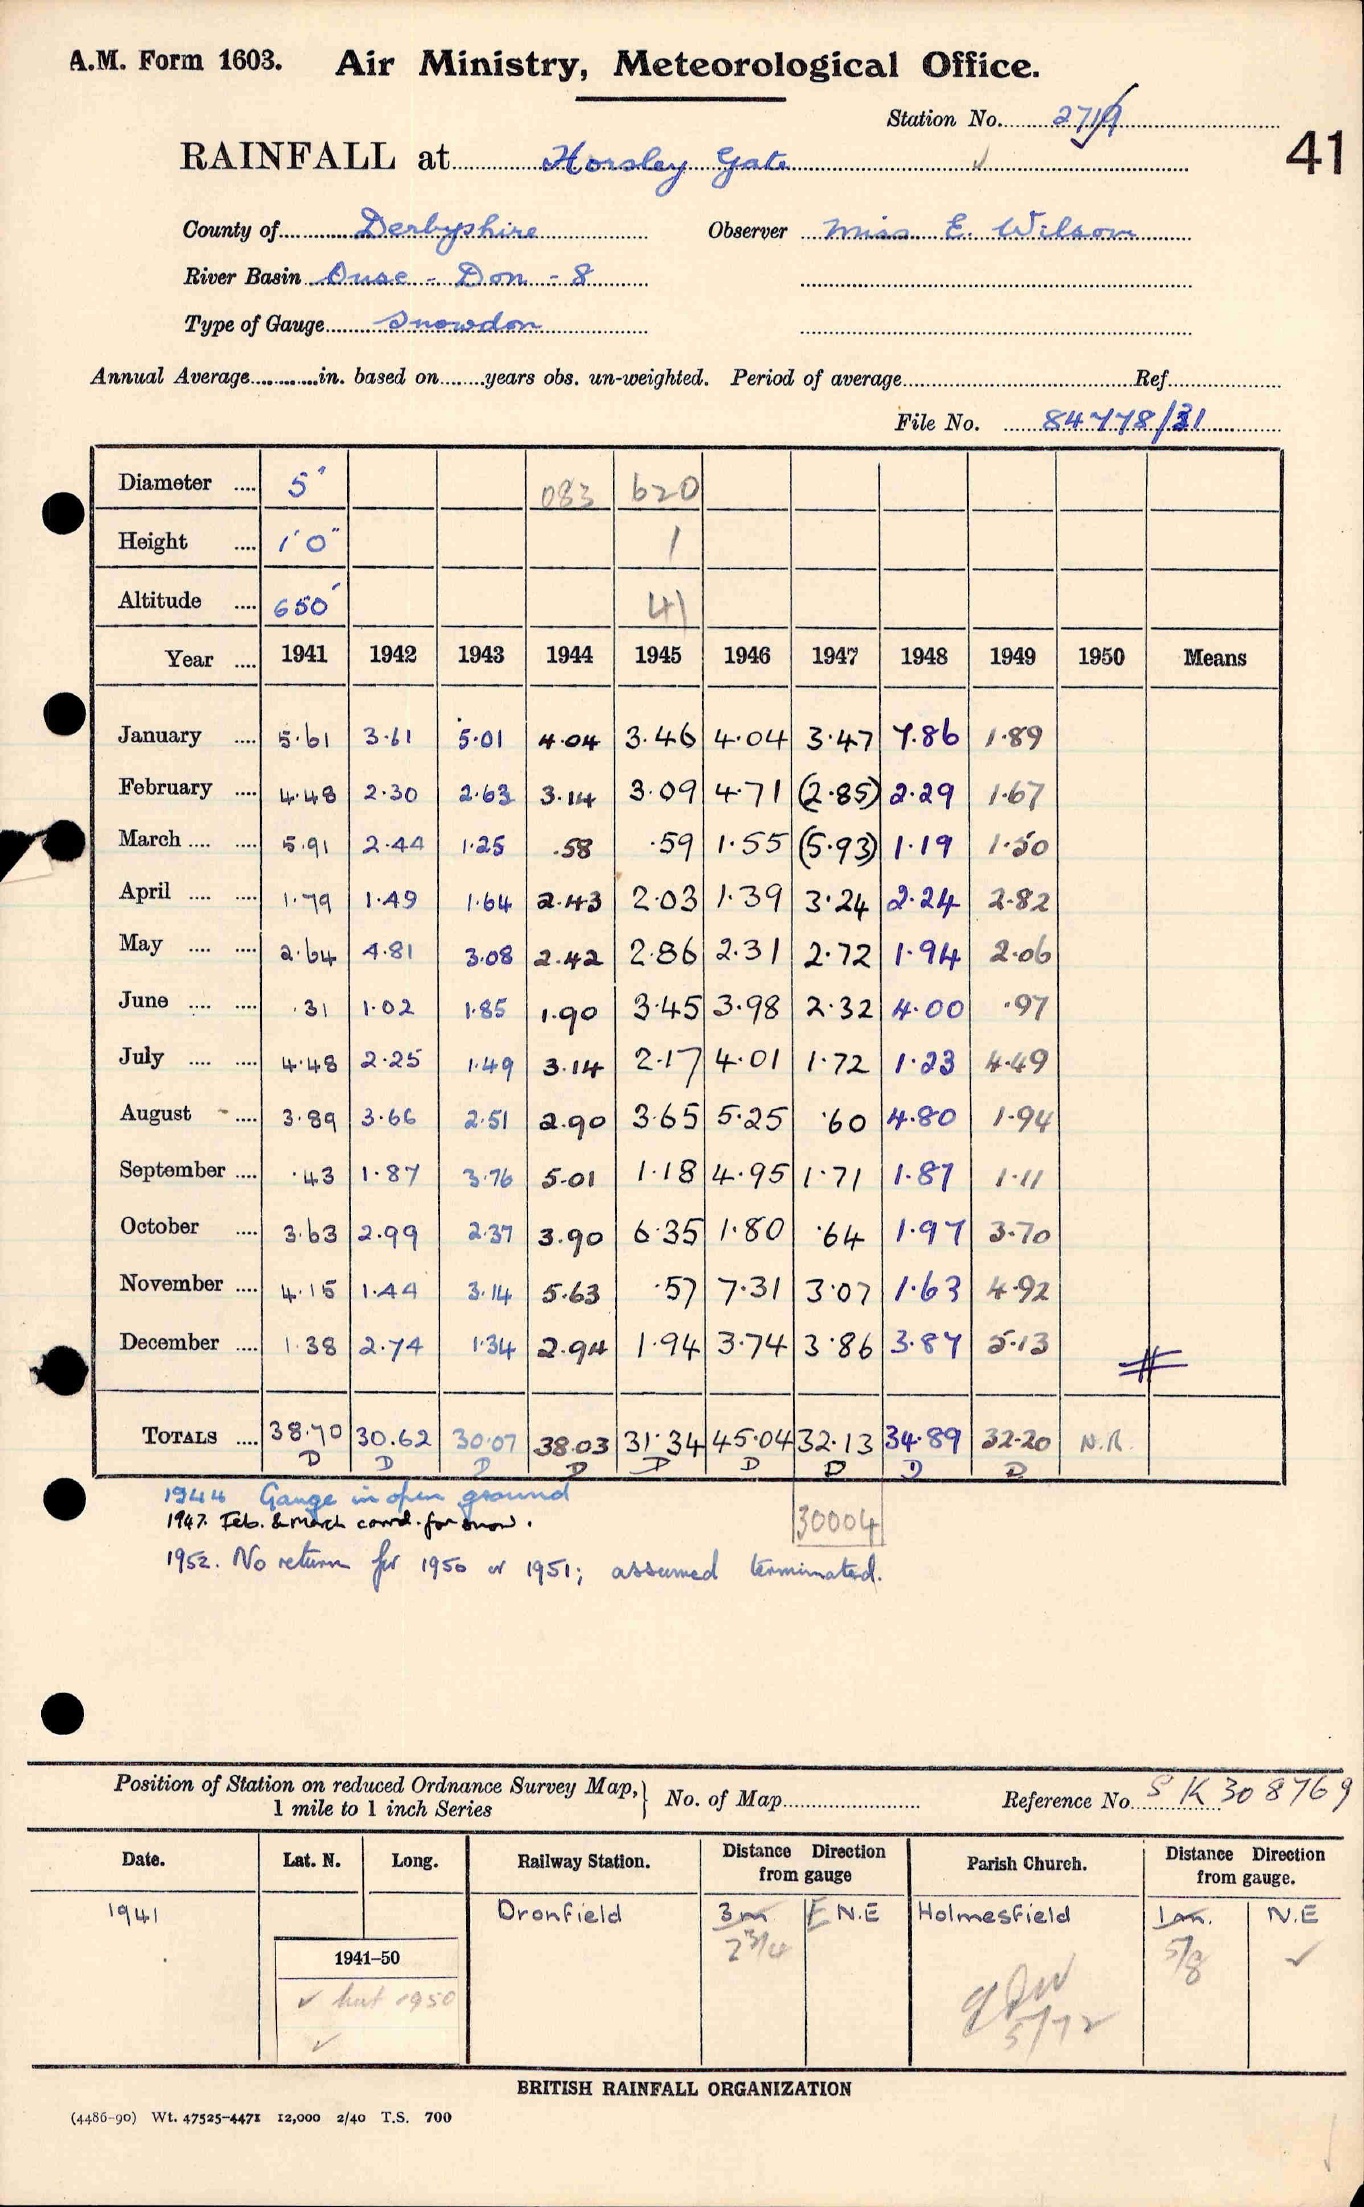 A.M. Form 1603. Air Ministry, Meteorological Office.
Station No. 2719
41
RAINFALL at Horsley Gate
County of Derbyshire Observer Miss E. Wilson
River Basin Ouse - Don - 8
Type of Gauge Snowdon
Annual Average in. based on years obs. un-weighted. Period of average Ref.
File No. 84778/31
Diameter 5" 083 620
Height 1'0" 1
Altitude 650' 41
Year 1941 1942 1943 1944 1945 1946 1947 1948 1949 1950 Means
January 5.61 3.61 5.01 4.04 3.46 4.04 3.47 7.86 1.89
February 4.48 2.30 2.63 3.14 3.09 4.71 (2.85) 2.29 1.67
March 5.91 2.44 1.25 .58 .59 1.55 (5.93) 1.19 1.50
April 1.79 1.49 1.64 2.43 2.03 1.39 3.24 2.24 2.82
May 2.64 4.81 3.08 2.42 2.86 2.31 2.72 1.94 2.06
June .31 1.02 1.85 1.90 3.45 3.98 2.32 4.00 .97
July 4.48 2.25 1.49 3.14 2.17 4.01 1.72 1.23 4.49
August 3.89 3.66 2.51 2.90 3.65 5.25 .60 4.80 1.94
September .43 1.87 3.76 5.01 1.18 4.95 1.71 1.87 1.11
October 3.63 2.99 2.37 3.90 6.35 1.80 .64 1.97 3.70
November 4.15 1.44 3.14 5.63 .57 7.31 3.07 1.63 4.92
December 1.38 2.74 1.34 2.94 1.94 3.74 3.86 3.87 5.13
TOTALS 38.70 30.62 30.07 38.03 31.34 45.04 32.13 34.89 32.20 N.R.
D D D D D D D D D
1944 Gauge in open ground
30004
1947. Feb. & March corrd. for snow.
1952. No return for 1950 or 1951; assumed terminated.
Position of Station on reduced Ordnance Survey Map, 1 mile to 1 inch Series } No. of Map Reference No. SK 308769
Date. Lat. N. Long. Railway Station. Distance Direction from gauge Parish Church. Distance Direction from gauge.
1941 Dronfield 3m E N.E Holmesfield 1m. N.E
2 3/4 5/8 ✓
1941-50
✓ but 1950
✓
5/72
BRITISH RAINFALL ORGANIZATION
(4486-90) Wt. 47525-4471 12,000 2/40 T.S. 700